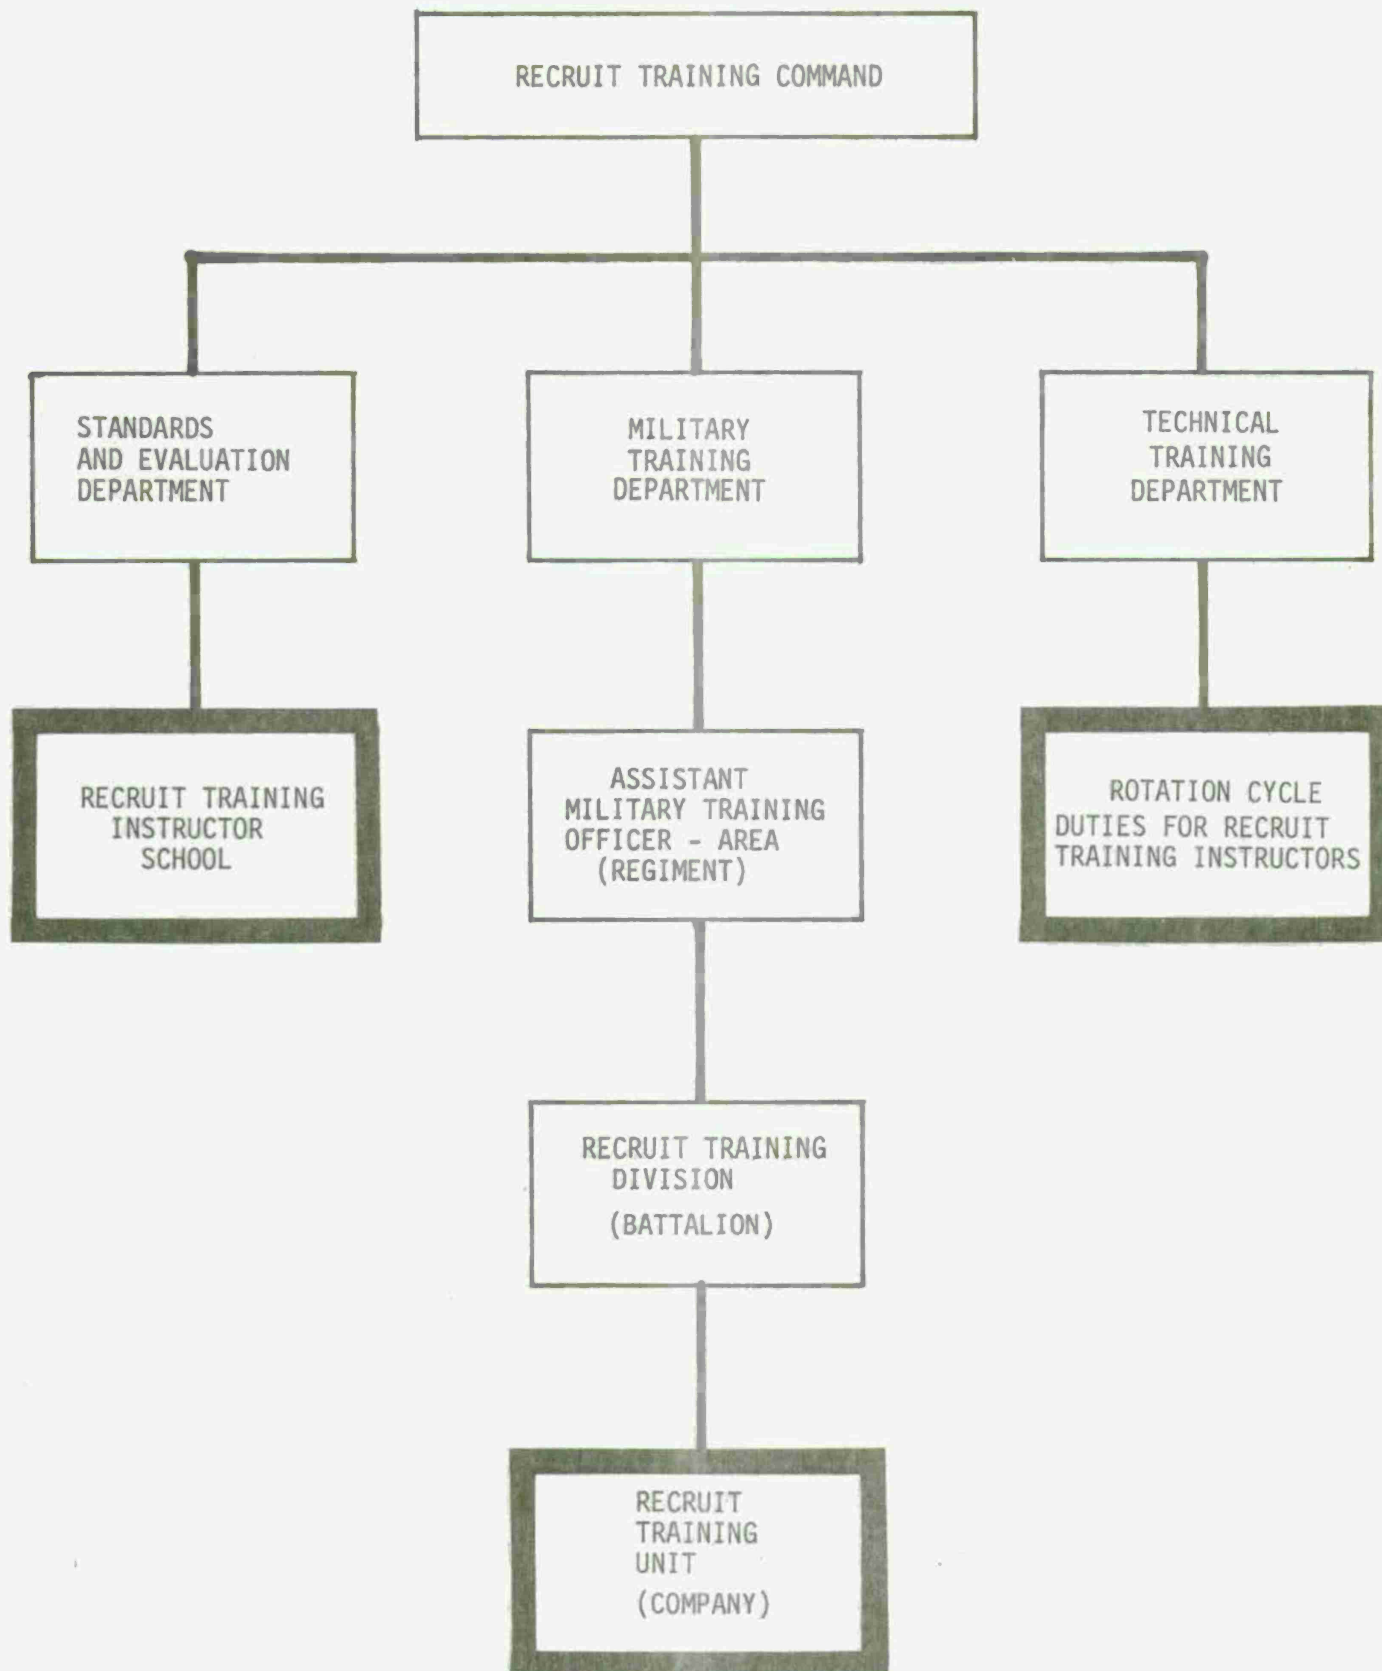 RECRUIT TRAINING COMMAND
STANDARDS
AND EVALUATION
DEPARTMENT
MILITARY
TRAINING
DEPARTMENT
TECHNICAL
TRAINING
DEPARTMENT
RECRUIT TRAINING
INSTRUCTOR
SCHOOL
ASSISTANT
MILITARY TRAINING
OFFICER - AREA
(REGIMENT)
ROTATION CYCLE
DUTIES FOR RECRUIT
TRAINING INSTRUCTORS
RECRUIT TRAINING
DIVISION
(BATTALION)
RECRUIT
TRAINING
UNIT
(COMPANY)